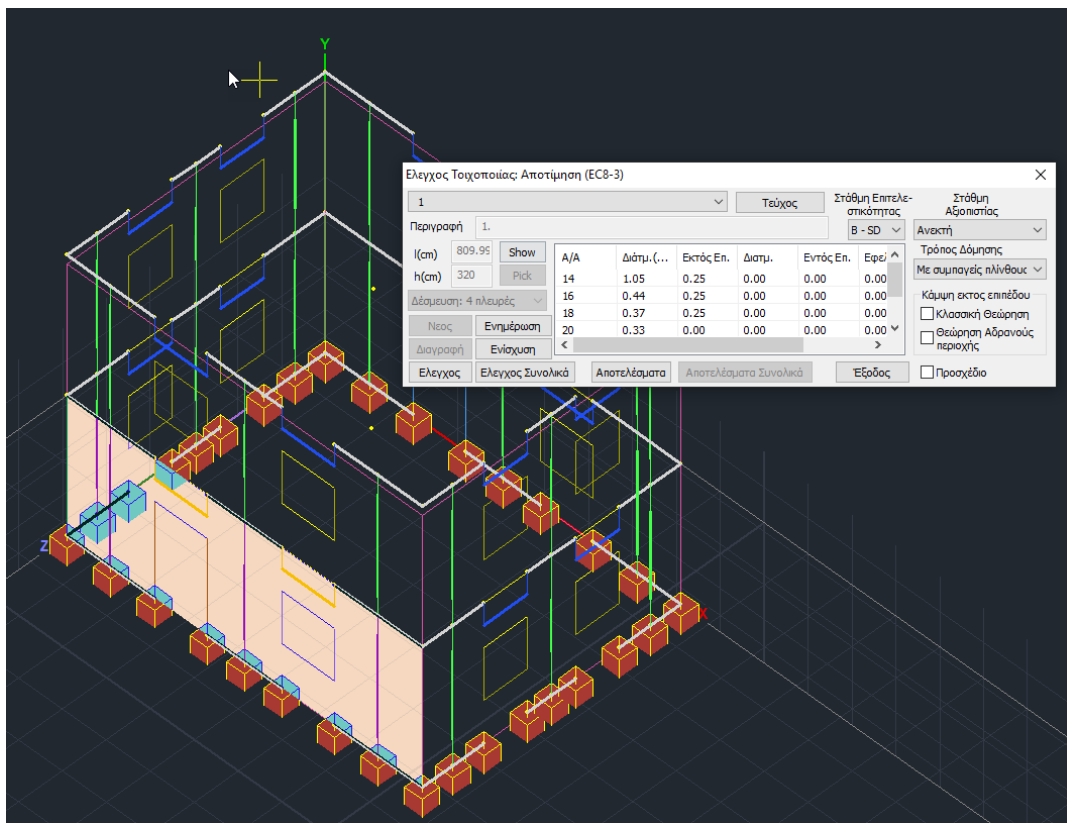 Y
Ελεγχος Τοιχοποιίας: Αποτίμηση (EC8-3)
1
Τεύχος
Στάθμη Επιτελε-
στικότητας
Στάθμη
Αξιοπιστίας
Περιγραφή
1.
B - SD
Ανεκτή
l(cm)
809.99
Show
h(cm)
320
Pick
Δέσμευση: 4 πλευρές
Νεος
Ενημέρωση
Διαγραφή
Ενίσχυση
Α/Α Διάτμ.(... Εκτός Επ. Διατμ. Εντός Επ. Εφελ
14 1.05 0.25 0.00 0.00 0.00
16 0.44 0.25 0.00 0.00 0.00
18 0.37 0.25 0.00 0.00 0.00
20 0.33 0.00 0.00 0.00 0.00
Τρόπος Δόμησης
Με συμπαγείς πλίνθους
Κάμψη εκτος επιπέδου
Κλασσική Θεώρηση
Θεώρηση Αδρανούς
περιοχής
Ελεγχος
Ελεγχος Συνολικά
Αποτελέσματα
Αποτελέσματα Συνολικά
Έξοδος
Προσχέδιο
Z
X